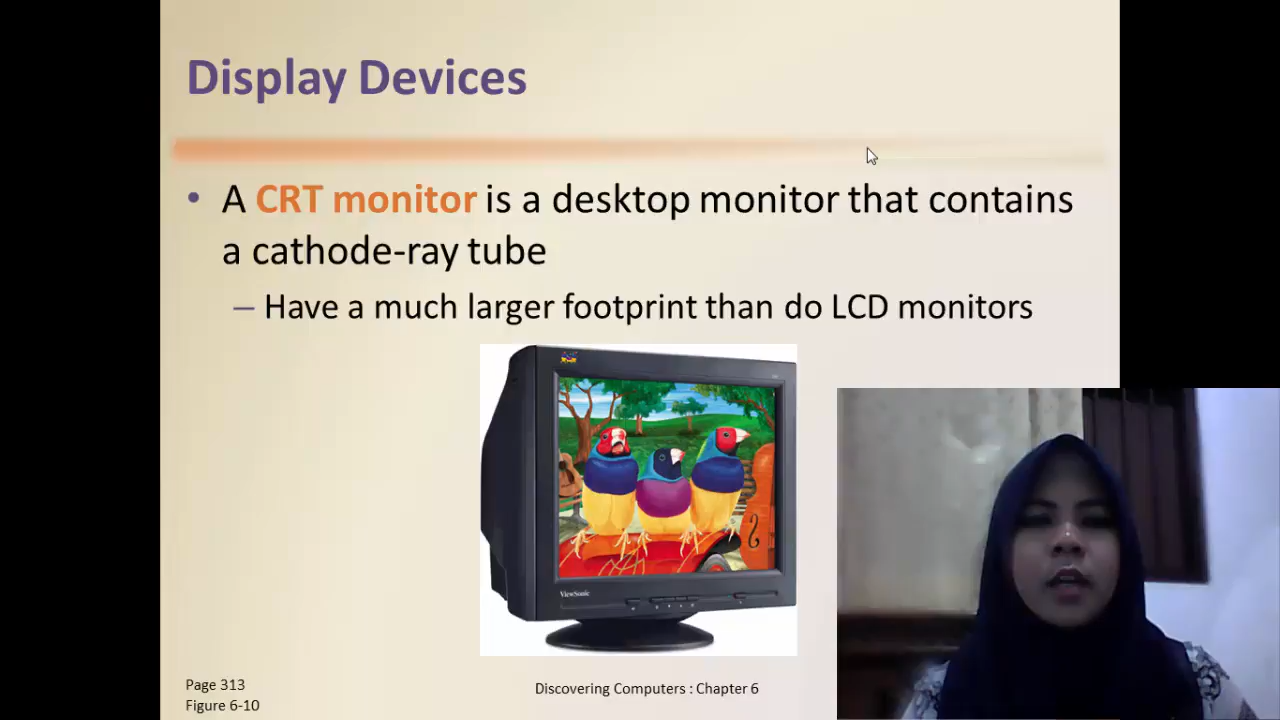 Display Devices
• A CRT monitor is a desktop monitor that contains
a cathode-ray tube
– Have a much larger footprint than do LCD monitors
ViewSonic
Page 313
Figure 6-10
Discovering Computers : Chapter 6